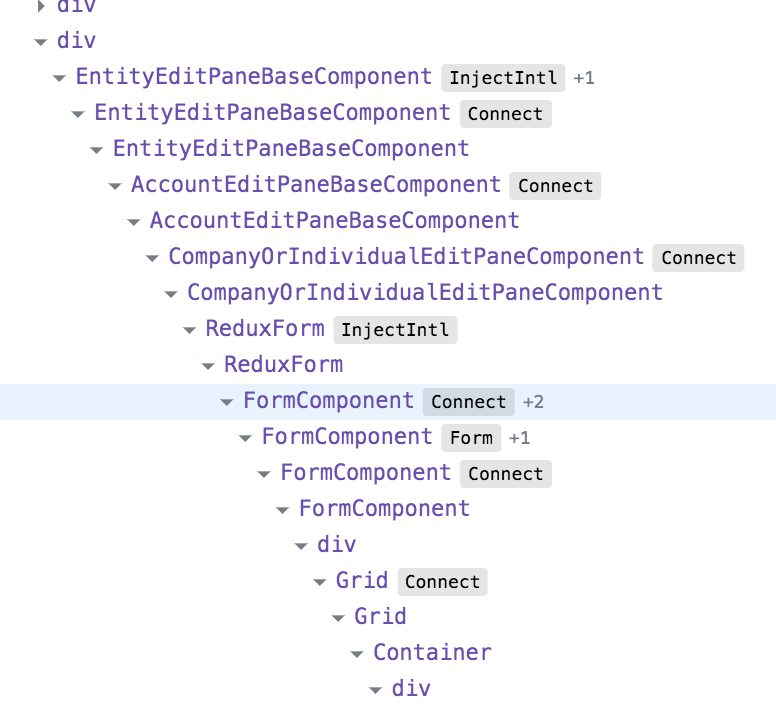 div
div
EntityEditPaneBaseComponent InjectIntl +1
EntityEditPaneBaseComponent Connect
EntityEditPaneBaseComponent
AccountEditPaneBaseComponent Connect
AccountEditPaneBaseComponent
CompanyOrIndividualEditPaneComponent Connect
CompanyOrIndividualEditPaneComponent
ReduxForm InjectIntl
ReduxForm
FormComponent Connect +2
FormComponent Form +1
FormComponent Connect
FormComponent
div
Grid Connect
Grid
Container
div